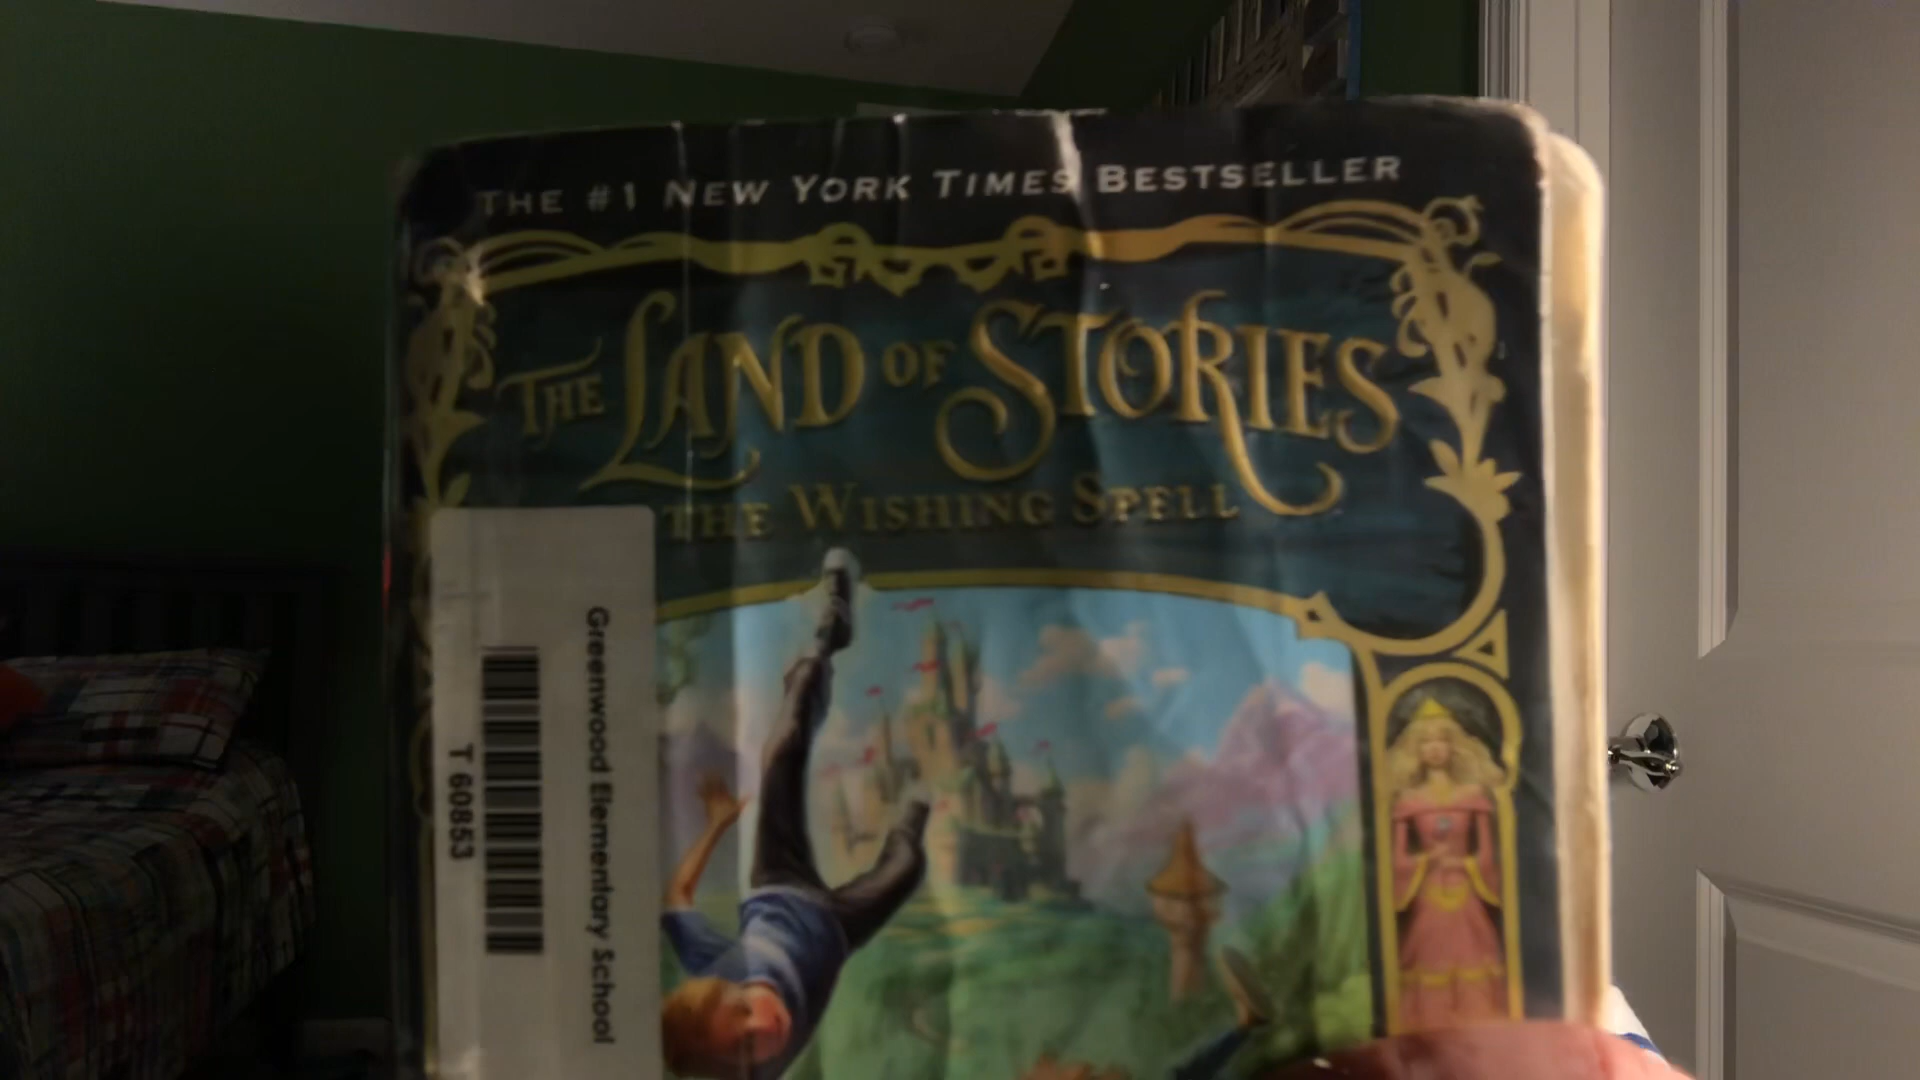 THE #1 NEW YORK TIMES BESTSELLER
THE LAND OF STORIES
THE WISHING SPELL
Greenwood Elementary School
T 60853